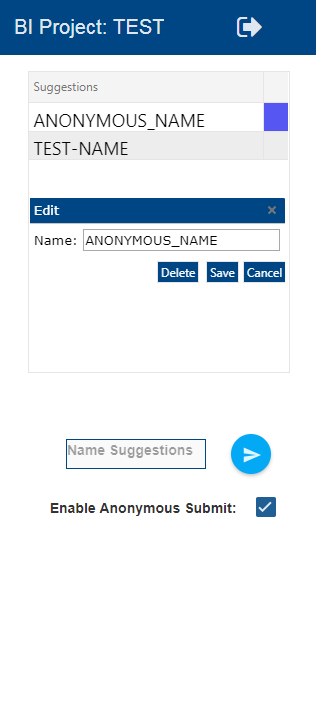 BI Project: TEST
Suggestions
ANONYMOUS_NAME
TEST-NAME
Edit
Name: ANONYMOUS_NAME
Delete Save Cancel
Name Suggestions
Enable Anonymous Submit: